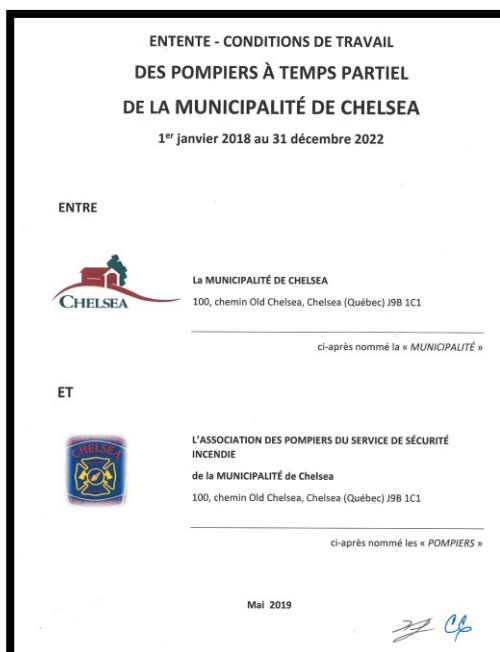 ENTENTE - CONDITIONS DE TRAVAIL
DES POMPIERS À TEMPS PARTIEL
DE LA MUNICIPALITÉ DE CHELSEA
1er janvier 2018 au 31 décembre 2022
ENTRE
CHELSEA
La MUNICIPALITÉ DE CHELSEA
100, chemin Old Chelsea, Chelsea (Québec) J9B 1C1
ci-après nommé la « MUNICIPALITÉ »
ET
CHELSEA
L'ASSOCIATION DES POMPIERS DU SERVICE DE SÉCURITÉ
INCENDIE
de la MUNICIPALITÉ de Chelsea
100, chemin Old Chelsea, Chelsea (Québec) J9B 1C1
ci-après nommé les « POMPIERS »
Mai 2019